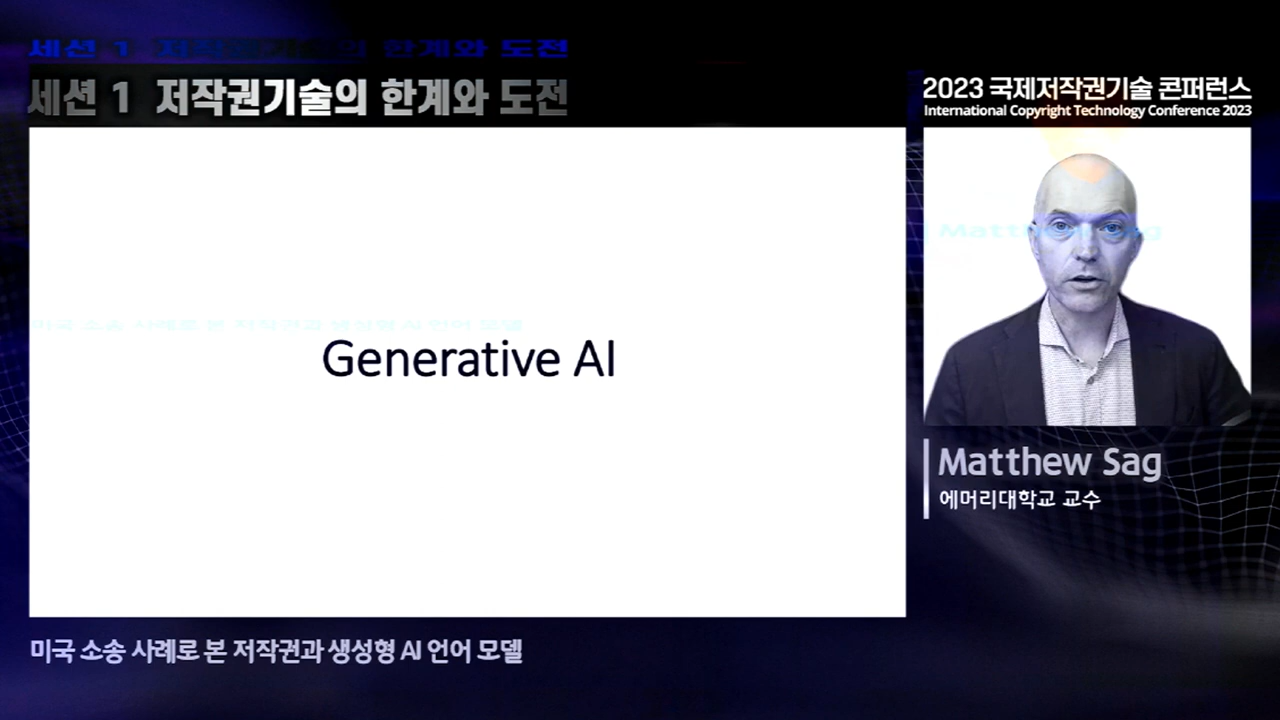 세션 1 저작권기술의 한계와 도전
2023 국제저작권기술 콘퍼런스
International Copyright Technology Conference 2023
Generative AI
Matthew Sag
에머리대학교 교수
미국 소송 사례로 본 저작권과 생성형 AI 언어 모델